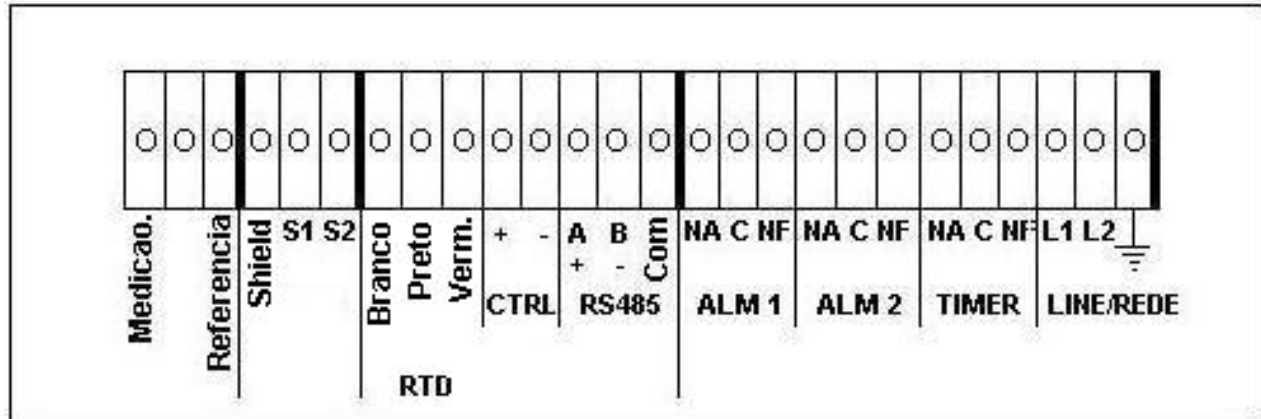 Medicao.
Referencia
Shield
S1 S2
Branco
Preto
Verm.
+ -
CTRL
A B Com
+ -
RS485
RTD
NA C NF
ALM 1
NA C NF
ALM 2
NA C NF
TIMER
L1 L2
LINE/REDE